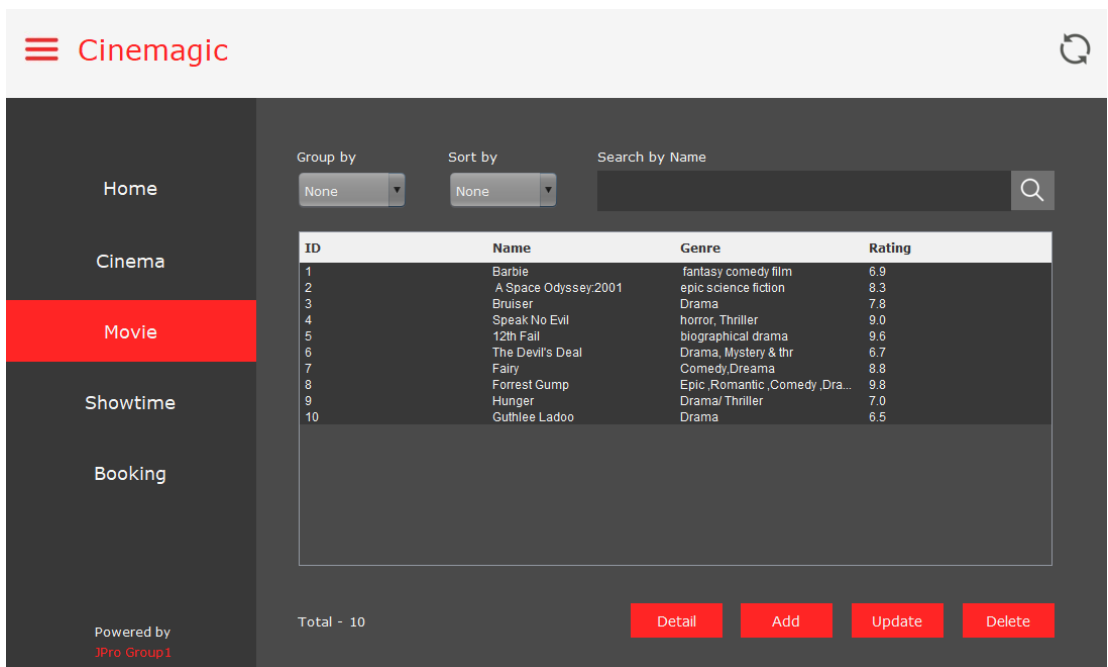 Cinemagic
Home
Cinema
Movie
Showtime
Booking
Powered by
JPro Group1
Group by Sort by Search by Name
None None
ID Name Genre Rating
1 Barbie fantasy comedy film 6.9
2 A Space Odyssey:2001 epic science fiction 8.3
3 Bruiser Drama 7.8
4 Speak No Evil horror, Thriller 9.0
5 12th Fail biographical drama 9.6
6 The Devil's Deal Drama, Mystery & thr 6.7
7 Fairy Comedy,Dreama 8.8
8 Forrest Gump Epic ,Romantic ,Comedy ,Dra... 9.8
9 Hunger Drama/ Thriller 7.0
10 Guthlee Ladoo Drama 6.5
Total - 10 Detail Add Update Delete